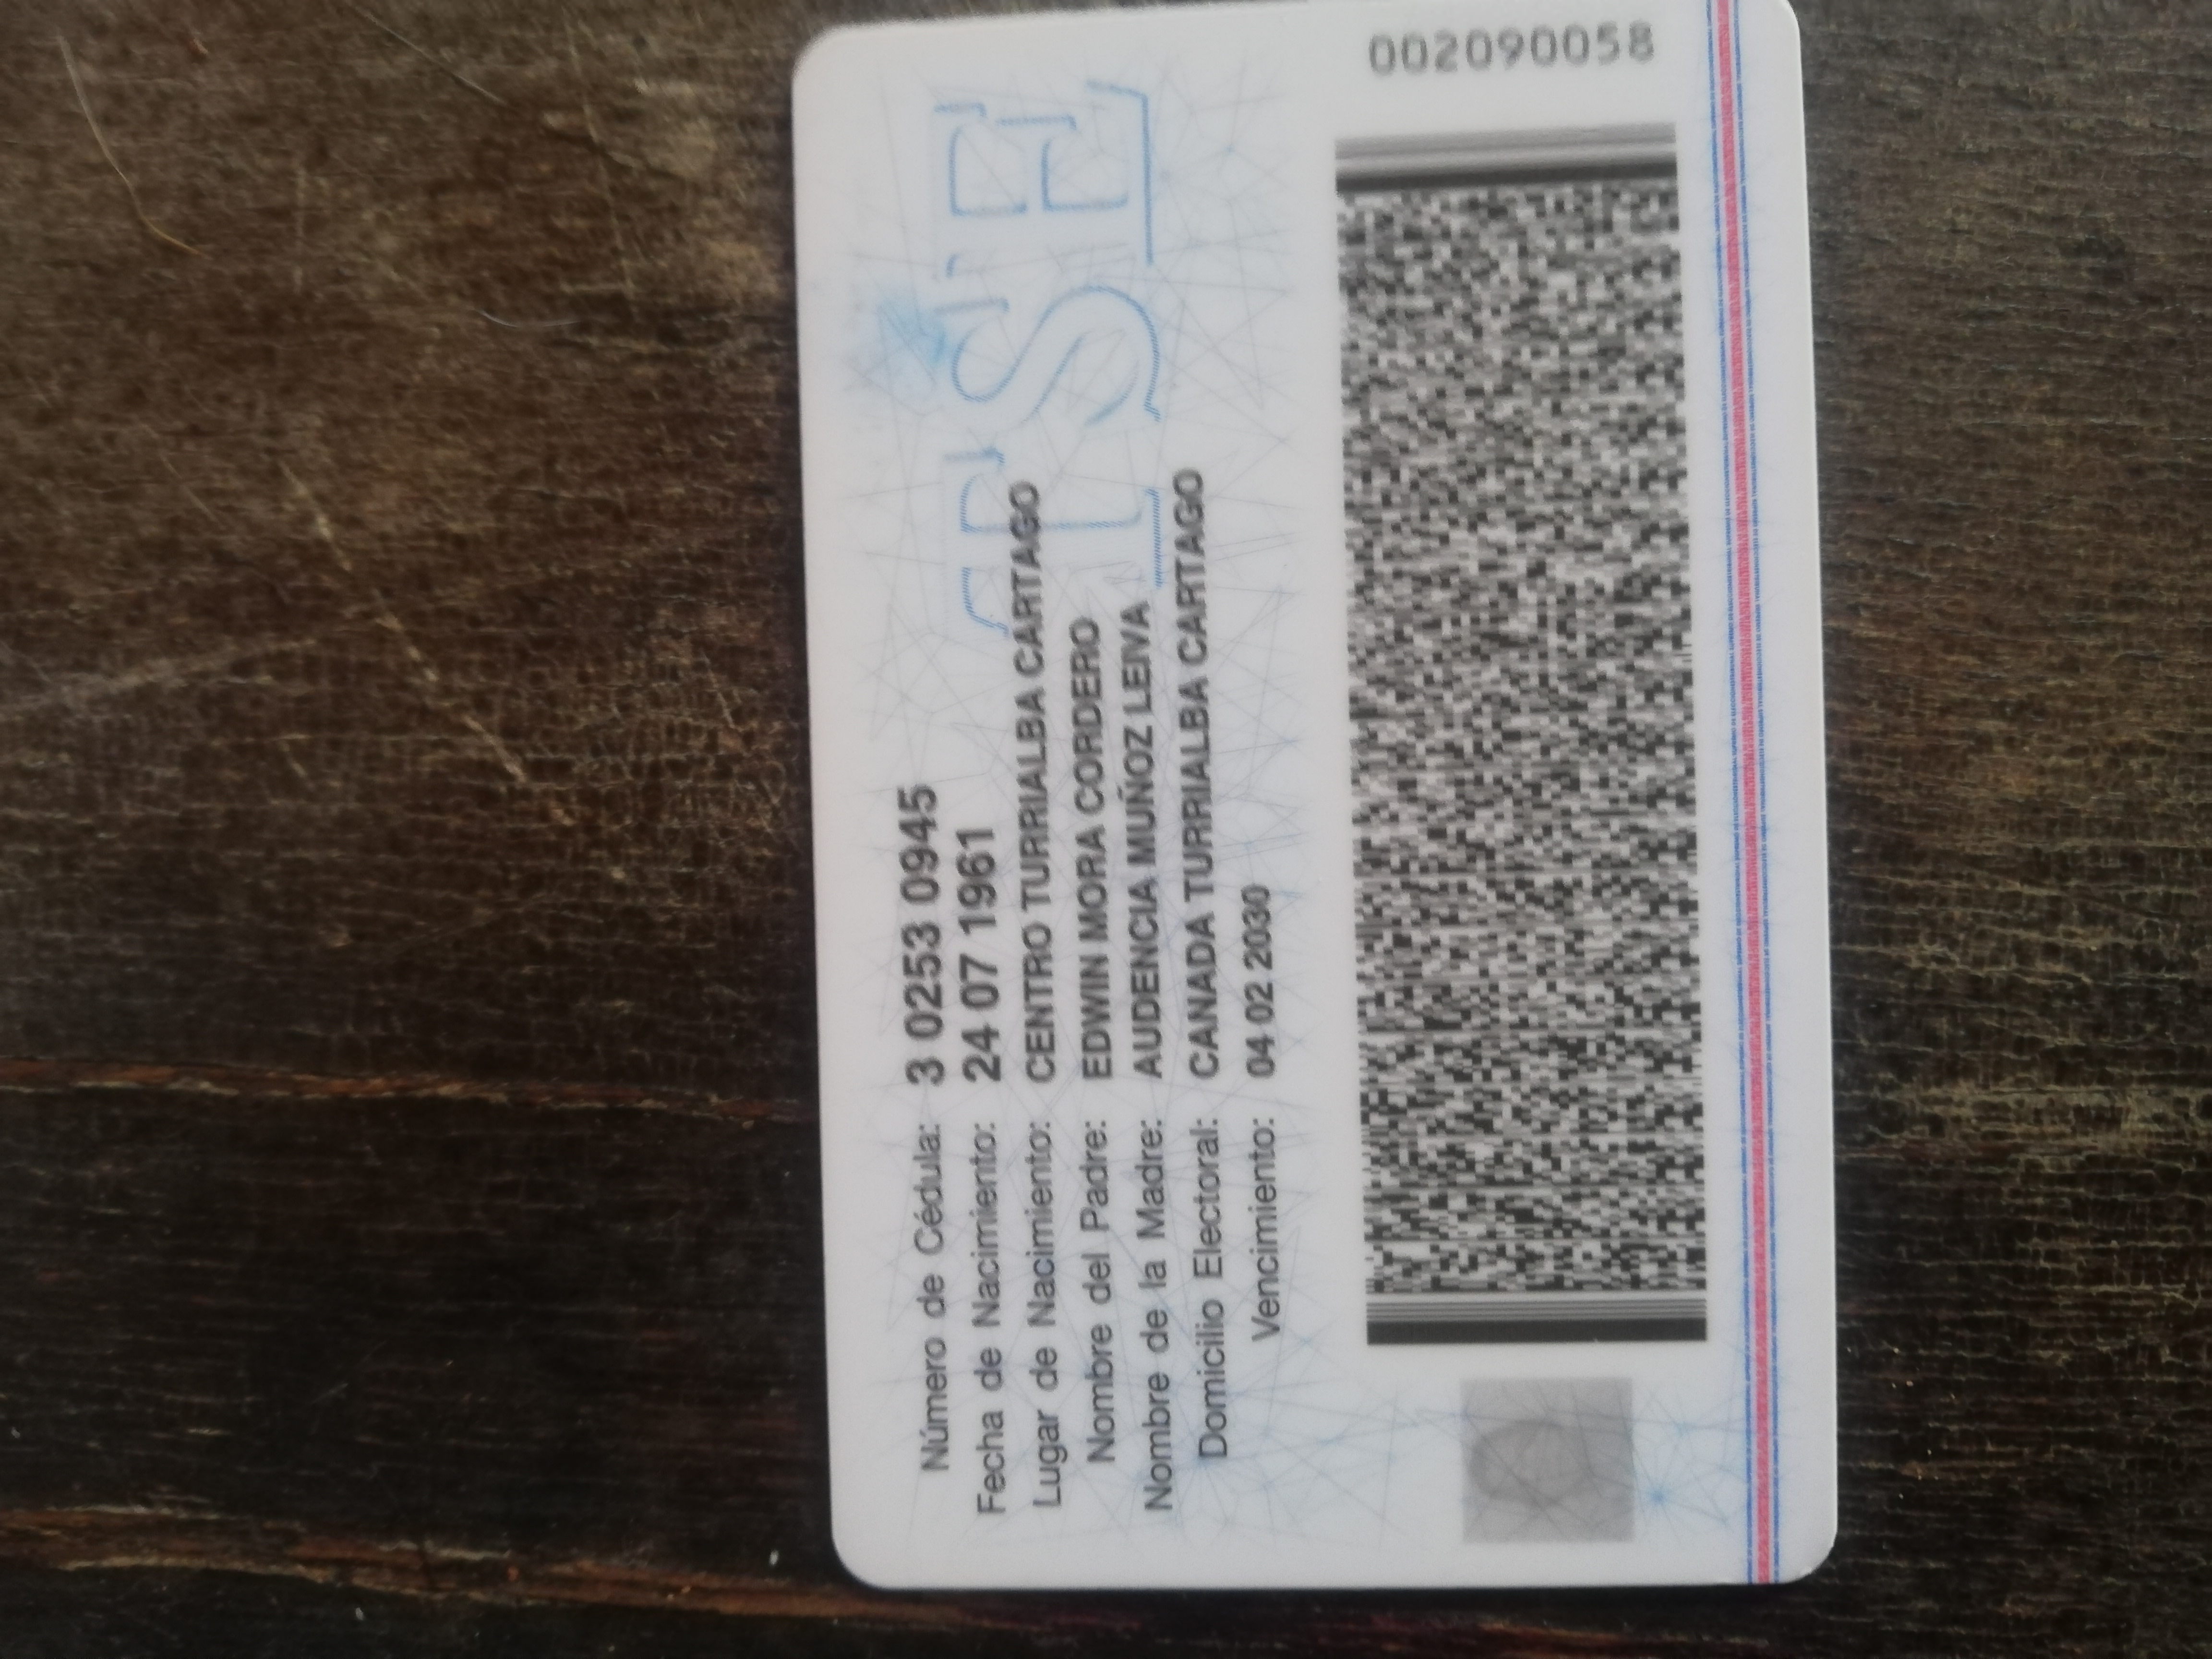 Número de Cédula: 3 0253 0945
Fecha de Nacimiento: 24 07 1961
Lugar de Nacimiento: CENTRO TURRIALBA CARTAGO
Nombre del Padre: EDWIN MORA CORDERO
Nombre de la Madre: AUDENCIA MUÑOZ LEIVA
Domicilio Electoral: CANADA TURRIALBA CARTAGO
Vencimiento: 04 02 2030
TSE
002090058